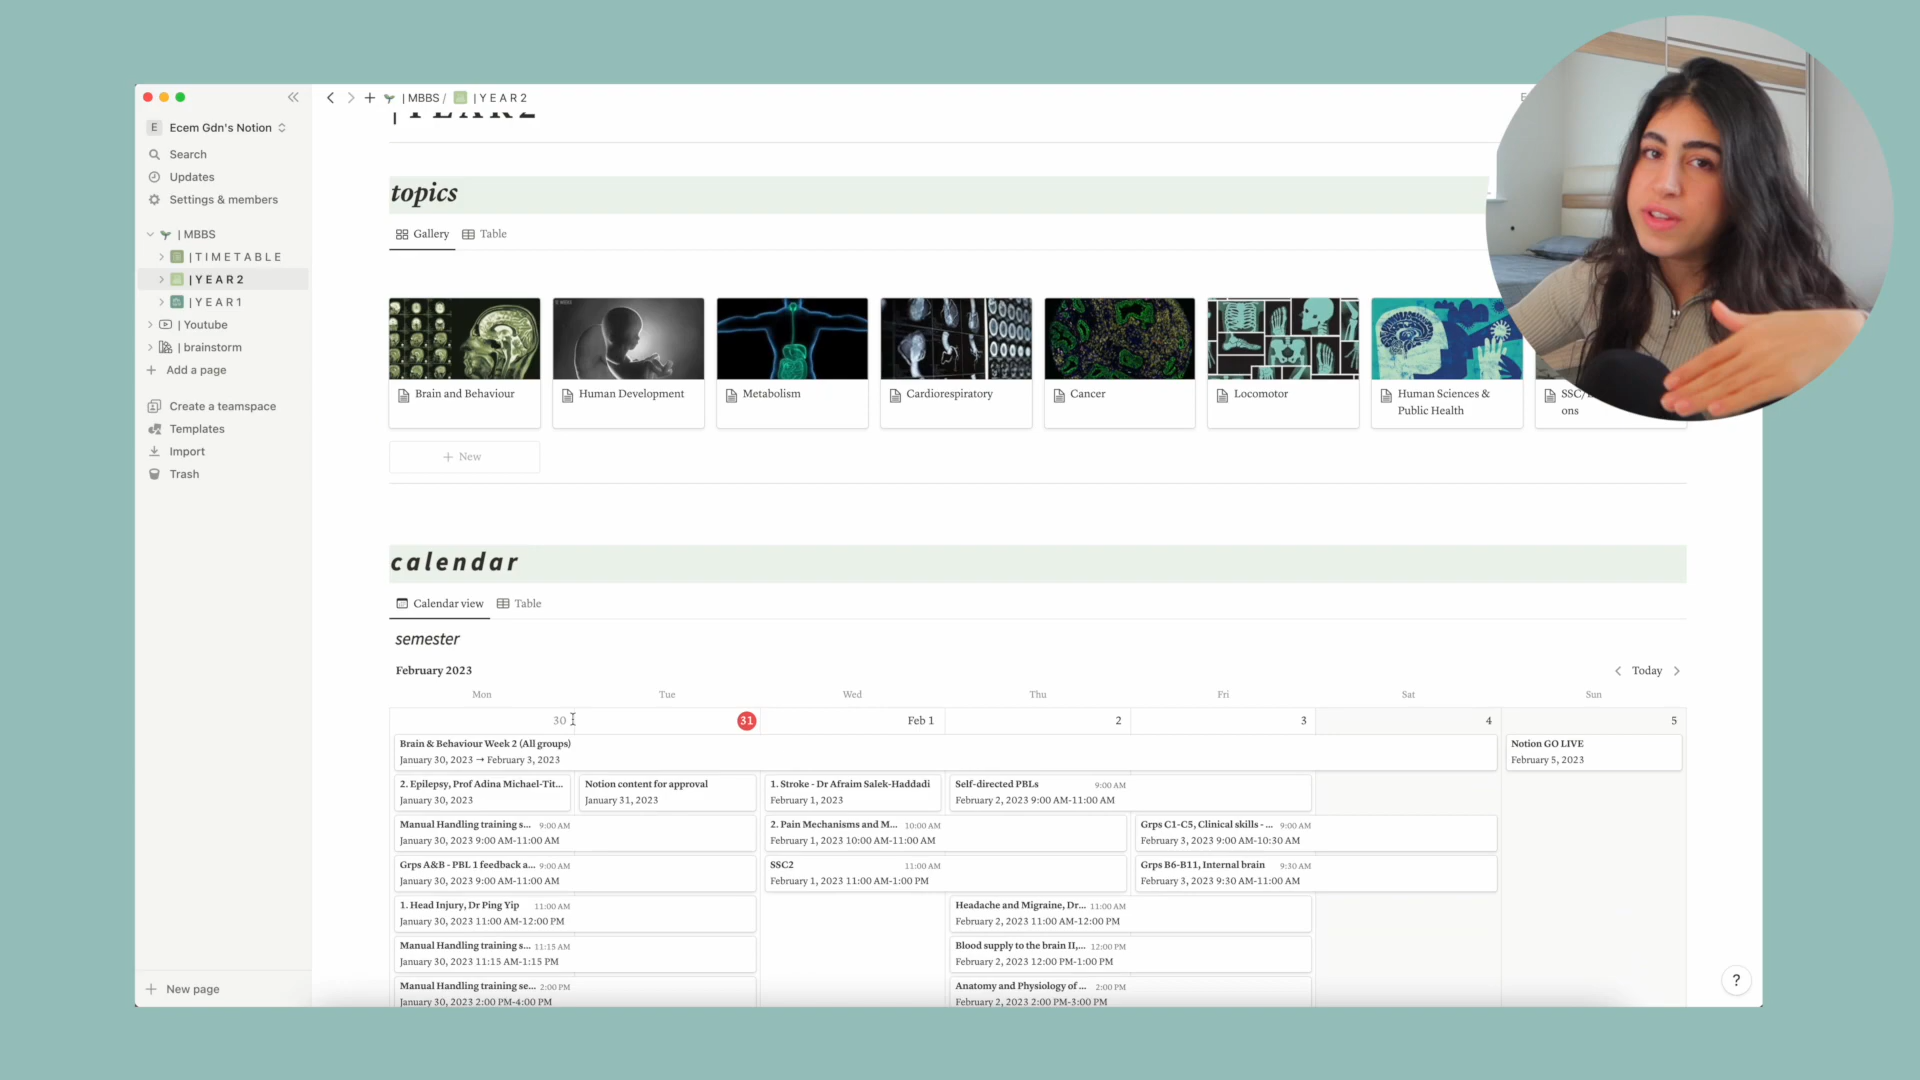 | MBBS / | Y E A R 2
| Y E A R 2
Ecem Gdn's Notion
Search
Updates
Settings & members
| MBBS
| T I M E T A B L E
| Y E A R 2
| Y E A R 1
| Youtube
| brainstorm
Add a page
Create a teamspace
Templates
Import
Trash
New page
topics
Gallery
Table
Brain and Behaviour
Human Development
Metabolism
Cardiorespiratory
Cancer
Locomotor
Human Sciences &
Public Health
ons
New
calendar
Calendar view
Table
semester
February 2023
Today
Mon
Tue
Wed
Thu
Fri
Sat
Sun
30
31
Feb 1
2
3
4
5
Brain & Behaviour Week 2 (All groups)
January 30, 2023 → February 3, 2023
Notion GO LIVE
February 5, 2023
2. Epilepsy, Prof Adina Michael-Tit...
January 30, 2023
Notion content for approval
January 31, 2023
1. Stroke - Dr Afraim Salek-Haddadi
February 1, 2023
Self-directed PBLs 9:00 AM
February 2, 2023 9:00 AM-11:00 AM
Manual Handling training s... 9:00 AM
January 30, 2023 9:00 AM-11:00 AM
2. Pain Mechanisms and M... 10:00 AM
February 1, 2023 10:00 AM-11:00 AM
Grps C1-C5, Clinical skills - ... 9:00 AM
February 3, 2023 9:00 AM-10:30 AM
Grps A&B - PBL 1 feedback a... 9:00 AM
January 30, 2023 9:00 AM-11:00 AM
SSC2 11:00 AM
February 1, 2023 11:00 AM-1:00 PM
Grps B6-B11, Internal brain 9:30 AM
February 3, 2023 9:30 AM-11:00 AM
1. Head Injury, Dr Ping Yip 11:00 AM
January 30, 2023 11:00 AM-12:00 PM
Headache and Migraine, Dr... 11:00 AM
February 2, 2023 11:00 AM-12:00 PM
Manual Handling training s... 11:15 AM
January 30, 2023 11:15 AM-1:15 PM
Blood supply to the brain II,... 12:00 PM
February 2, 2023 12:00 PM-1:00 PM
Manual Handling training se... 2:00 PM
January 30, 2023 2:00 PM-4:00 PM
Anatomy and Physiology of ... 2:00 PM
February 2, 2023 2:00 PM-3:00 PM
?